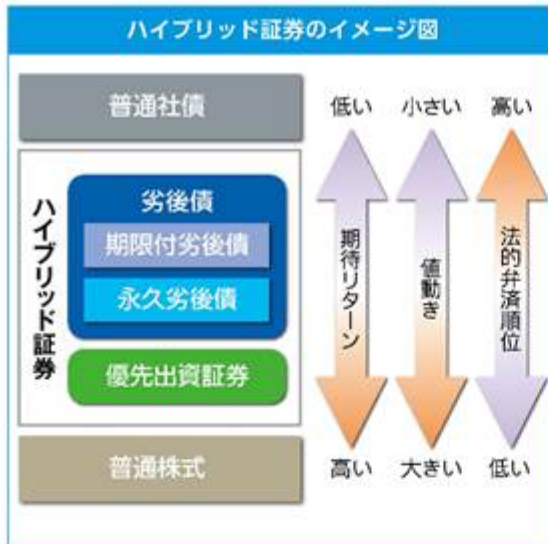 ハイブリッド証券のイメージ図
普通社債
低い 小さい 高い
ハイブリッド証券
劣後債
期限付劣後債
永久劣後債
優先出資証券
期待リターン
値動き
法的弁済順位
普通株式
高い 大きい 低い